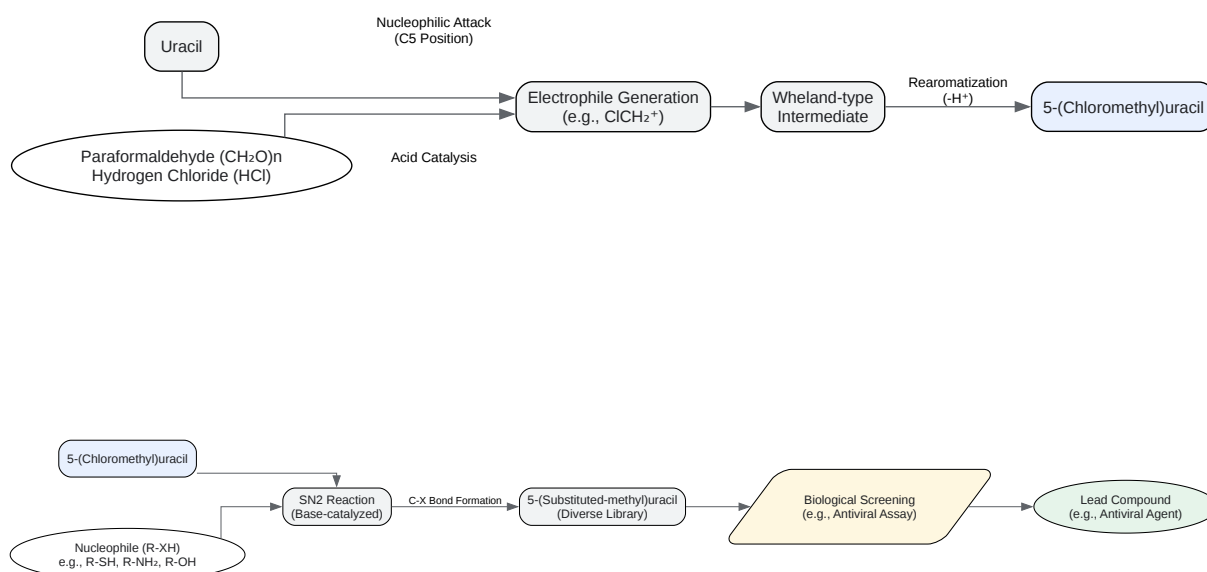 Nucleophilic Attack
(C5 Position)
Uracil
Electrophile Generation
(e.g., ClCH₂⁺)
Wheland-type
Intermediate
Rearomatization
(-H⁺)
5-(Chloromethyl)uracil
Paraformaldehyde (CH₂O)n
Hydrogen Chloride (HCl)
Acid Catalysis
5-(Chloromethyl)uracil
SN2 Reaction
(Base-catalyzed)
C-X Bond Formation
5-(Substituted-methyl)uracil
(Diverse Library)
Biological Screening
(e.g., Antiviral Assay)
Lead Compound
(e.g., Antiviral Agent)
Nucleophile (R-XH)
e.g., R-SH, R-NH₂, R-OH